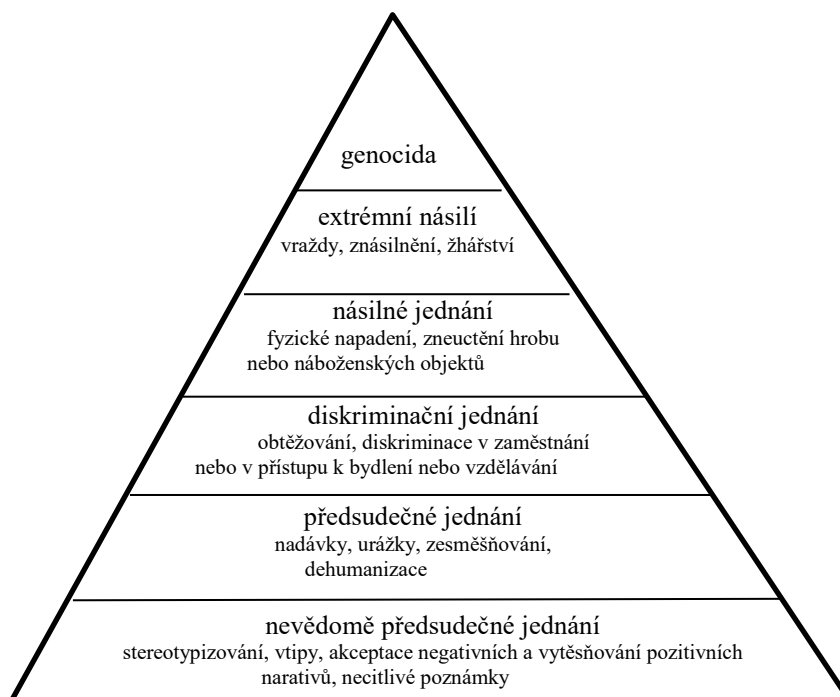 genocida
extrémní násilí
vraždy, znásilnění, žhářství
násilné jednání
fyzické napadení, zneuctění hrobu
nebo náboženských objektů
diskriminační jednání
obtěžování, diskriminace v zaměstnání
nebo v přístupu k bydlení nebo vzdělávání
předsudečné jednání
nadávky, urážky, zesměšňování,
dehumanizace
nevědomě předsudečné jednání
stereotypizování, vtipy, akceptace negativních a vytěsňování pozitivních
narativů, necitlivé poznámky